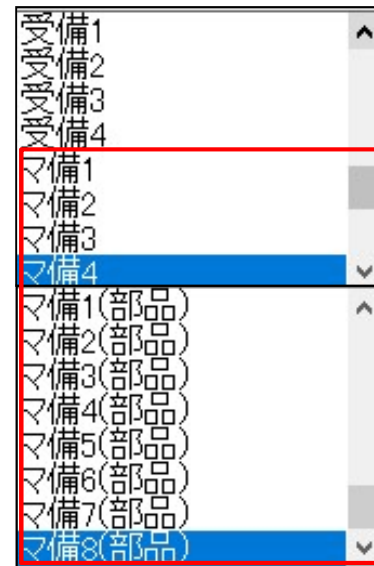 受備1
受備2
受備3
受備4
マ備1
マ備2
マ備3
マ備4
マ備1(部品)
マ備2(部品)
マ備3(部品)
マ備4(部品)
マ備5(部品)
マ備6(部品)
マ備7(部品)
マ備8(部品)